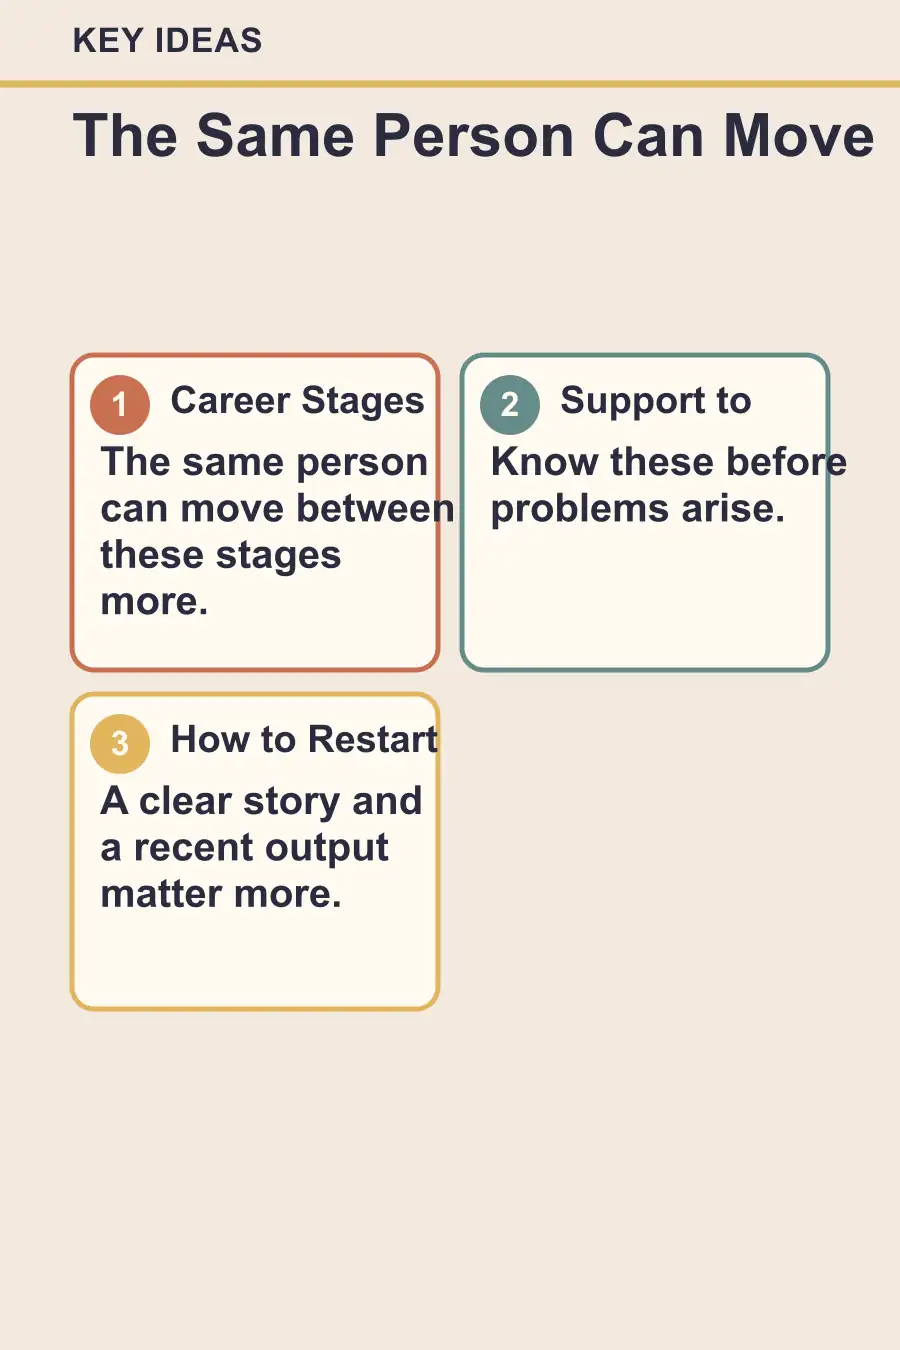 KEY IDEAS
The Same Person Can Move
1 Career Stages
The same person
can move between
these stages
more.
2 Support to
Know these before
problems arise.
3 How to Restart
A clear story and
a recent output
matter more.